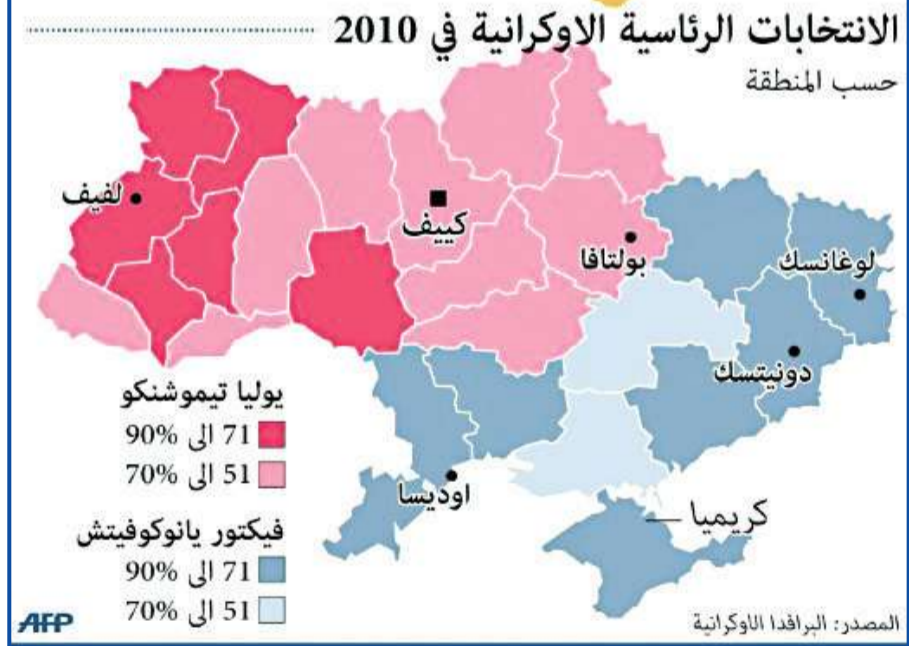 الانتخابات الرئاسية الاوكرانية في 2010
حسب المنطقة
لفيف
كييف
بولتافا
لوغانسك
دونيتسك
اوديسا
كريميا
يوليا تيموشنكو
71 الى 90%
51 الى 70%
فيكتور يانوكوفيتش
71 الى 90%
51 الى 70%
المصدر: البرافدا الاوكرانية
AFP